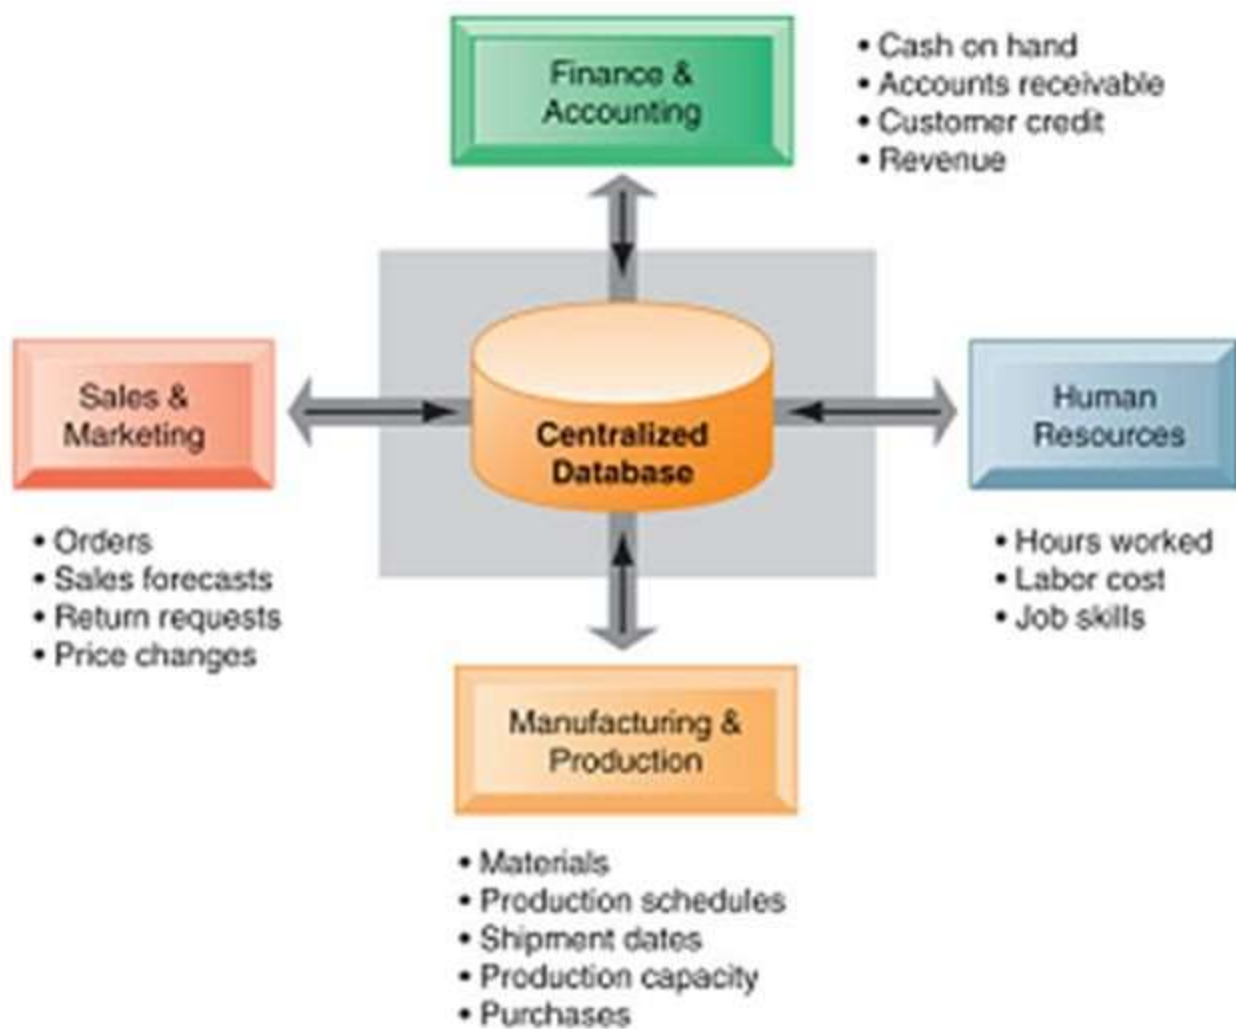 Finance &
Accounting
• Cash on hand
• Accounts receivable
• Customer credit
• Revenue
Sales &
Marketing
• Orders
• Sales forecasts
• Return requests
• Price changes
Centralized
Database
Human
Resources
• Hours worked
• Labor cost
• Job skills
Manufacturing &
Production
• Materials
• Production schedules
• Shipment dates
• Production capacity
• Purchases